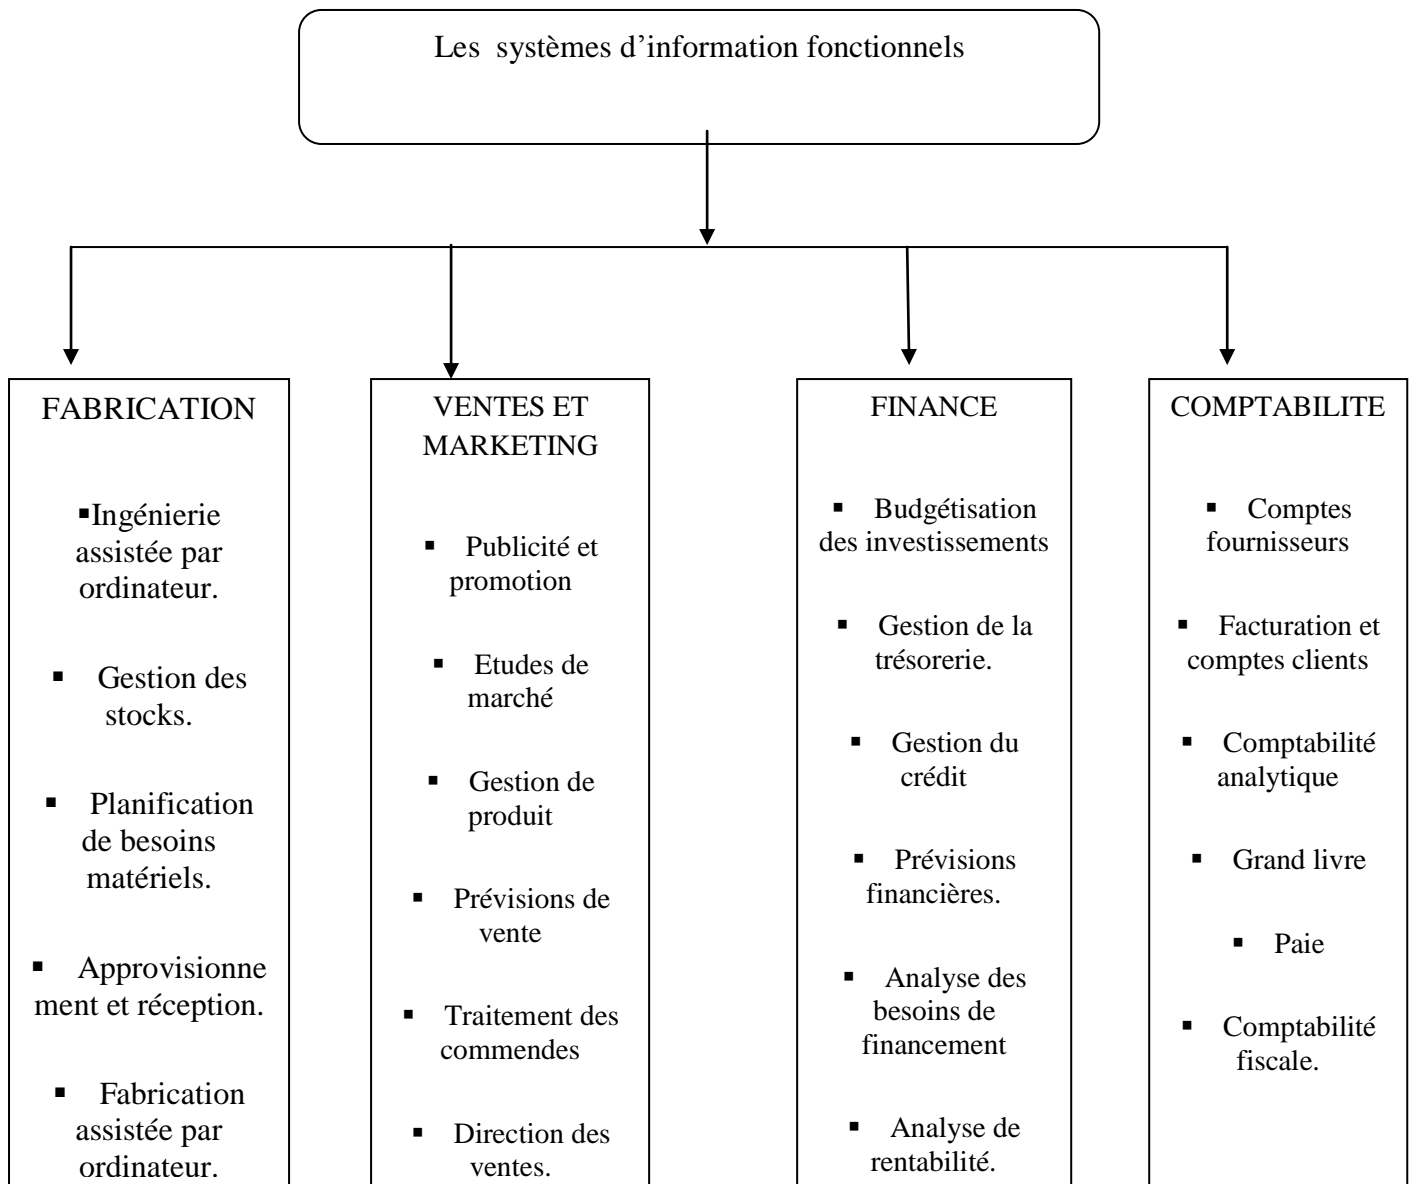 Les systèmes d’information fonctionnels
FABRICATION
▪Ingénierie
assistée par
ordinateur.
▪ Gestion des
stocks.
▪ Planification
de besoins
matériels.
▪ Approvisionne
ment et réception.
▪ Fabrication
assistée par
ordinateur.
VENTES ET
MARKETING
▪ Publicité et
promotion
▪ Etudes de
marché
▪ Gestion de
produit
▪ Prévisions de
vente
▪ Traitement des
commendes
▪ Direction des
ventes.
FINANCE
▪ Budgétisation
des investissements
▪ Gestion de la
trésorerie.
▪ Gestion du
crédit
▪ Prévisions
financières.
▪ Analyse des
besoins de
financement
▪ Analyse de
rentabilité.
COMPTABILITE
▪ Comptes
fournisseurs
▪ Facturation et
comptes clients
▪ Comptabilité
analytique
▪ Grand livre
▪ Paie
▪ Comptabilité
fiscale.